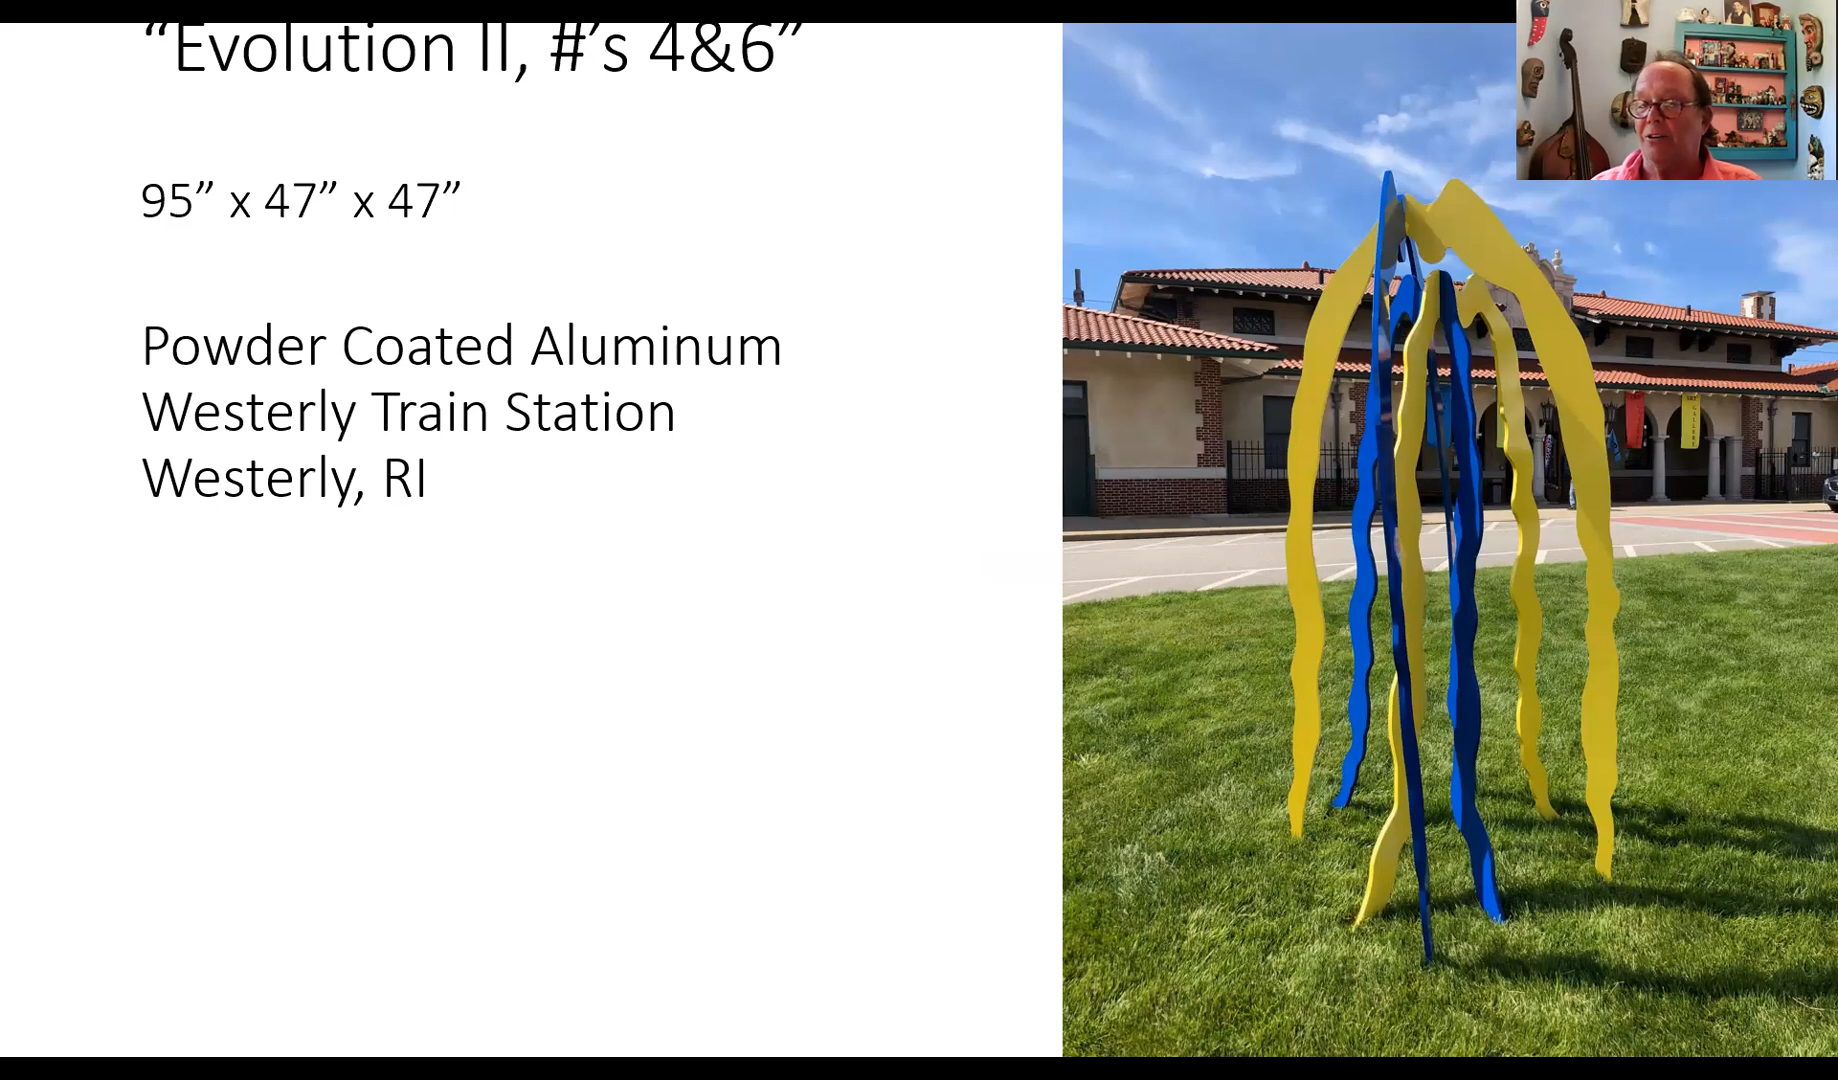 “Evolution II, #’s 4&6”
95” x 47” x 47”
Powder Coated Aluminum
Westerly Train Station
Westerly, RI